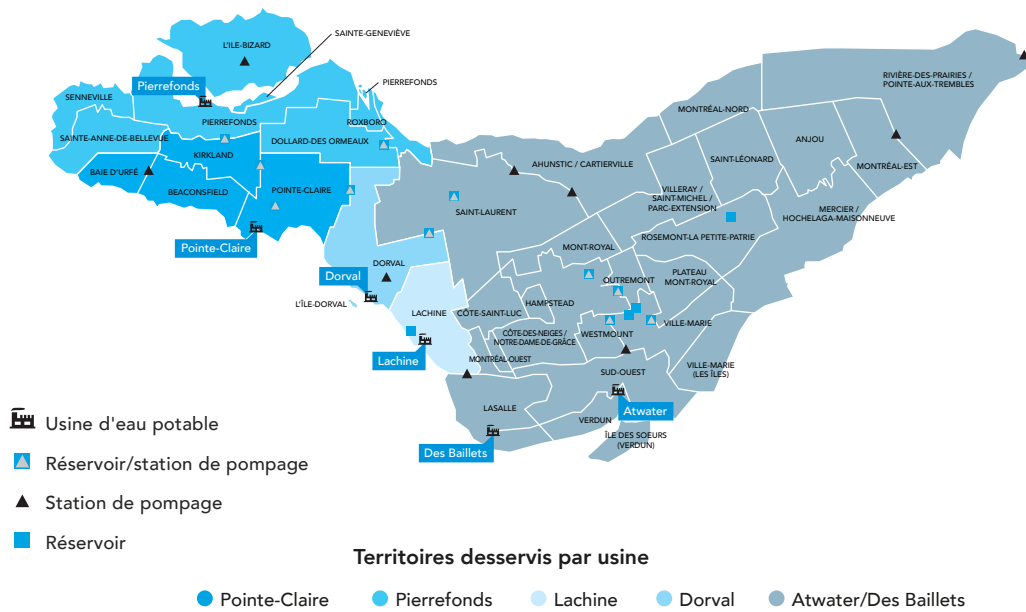 SAINTE-GENEVIÈVE
L'ILE-BIZARD
Pierrefonds
PIERREFONDS
SENNEVILLE
PIERREFONDS
ROXBORO
SAINTE-ANNE-DE-BELLEVUE
DOLLARD-DES ORMEAUX
KIRKLAND
BAIE D'URFÉ
BEACONSFIELD
POINTE-CLAIRE
Pointe-Claire
RIVIÈRE-DES-PRAIRIES /
POINTE-AUX-TREMBLES
MONTRÉAL-NORD
ANJOU
SAINT-LÉONARD
MONTRÉAL-EST
AHUNSTIC / CARTIERVILLE
VILLERAY /
SAINT-MICHEL /
PARC-EXTENSION
MERCIER /
HOCHELAGA-MAISONNEUVE
SAINT-LAURENT
ROSEMONT-LA PETITE-PATRIE
MONT-ROYAL
DORVAL
Dorval
L'ÎLE-DORVAL
OUTREMONT
PLATEAU
MONT-ROYAL
HAMPSTEAD
LACHINE
CÔTE-SAINT-LUC
VILLE-MARIE
CÔTE-DES-NEIGES /
NOTRE-DAME-DE-GRÂCE
WESTMOUNT
Lachine
MONTRÉAL-OUEST
SUD-OUEST
VILLE-MARIE
(LES ÎLES)
LASALLE
Atwater
VERDUN
ÎLE DES SOEURS
(VERDUN)
Des Baillets
Usine d'eau potable
Réservoir/station de pompage
Station de pompage
Réservoir
Territoires desservis par usine
Pointe-Claire
Pierrefonds
Lachine
Dorval
Atwater/Des Baillets